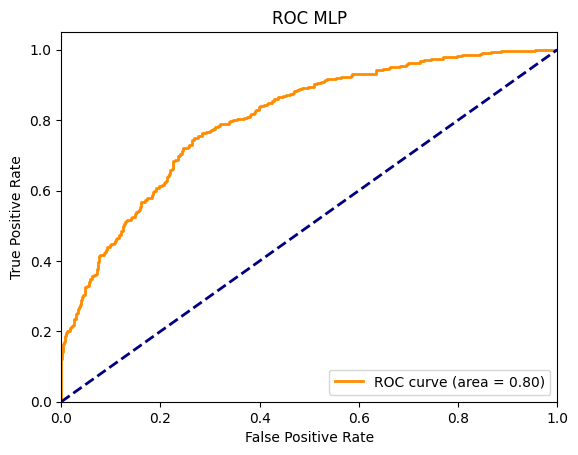 ROC MLP
True Positive Rate
1.0
0.8
0.6
0.4
0.2
0.0
0.0 0.2 0.4 0.6 0.8 1.0
False Positive Rate
ROC curve (area = 0.80)